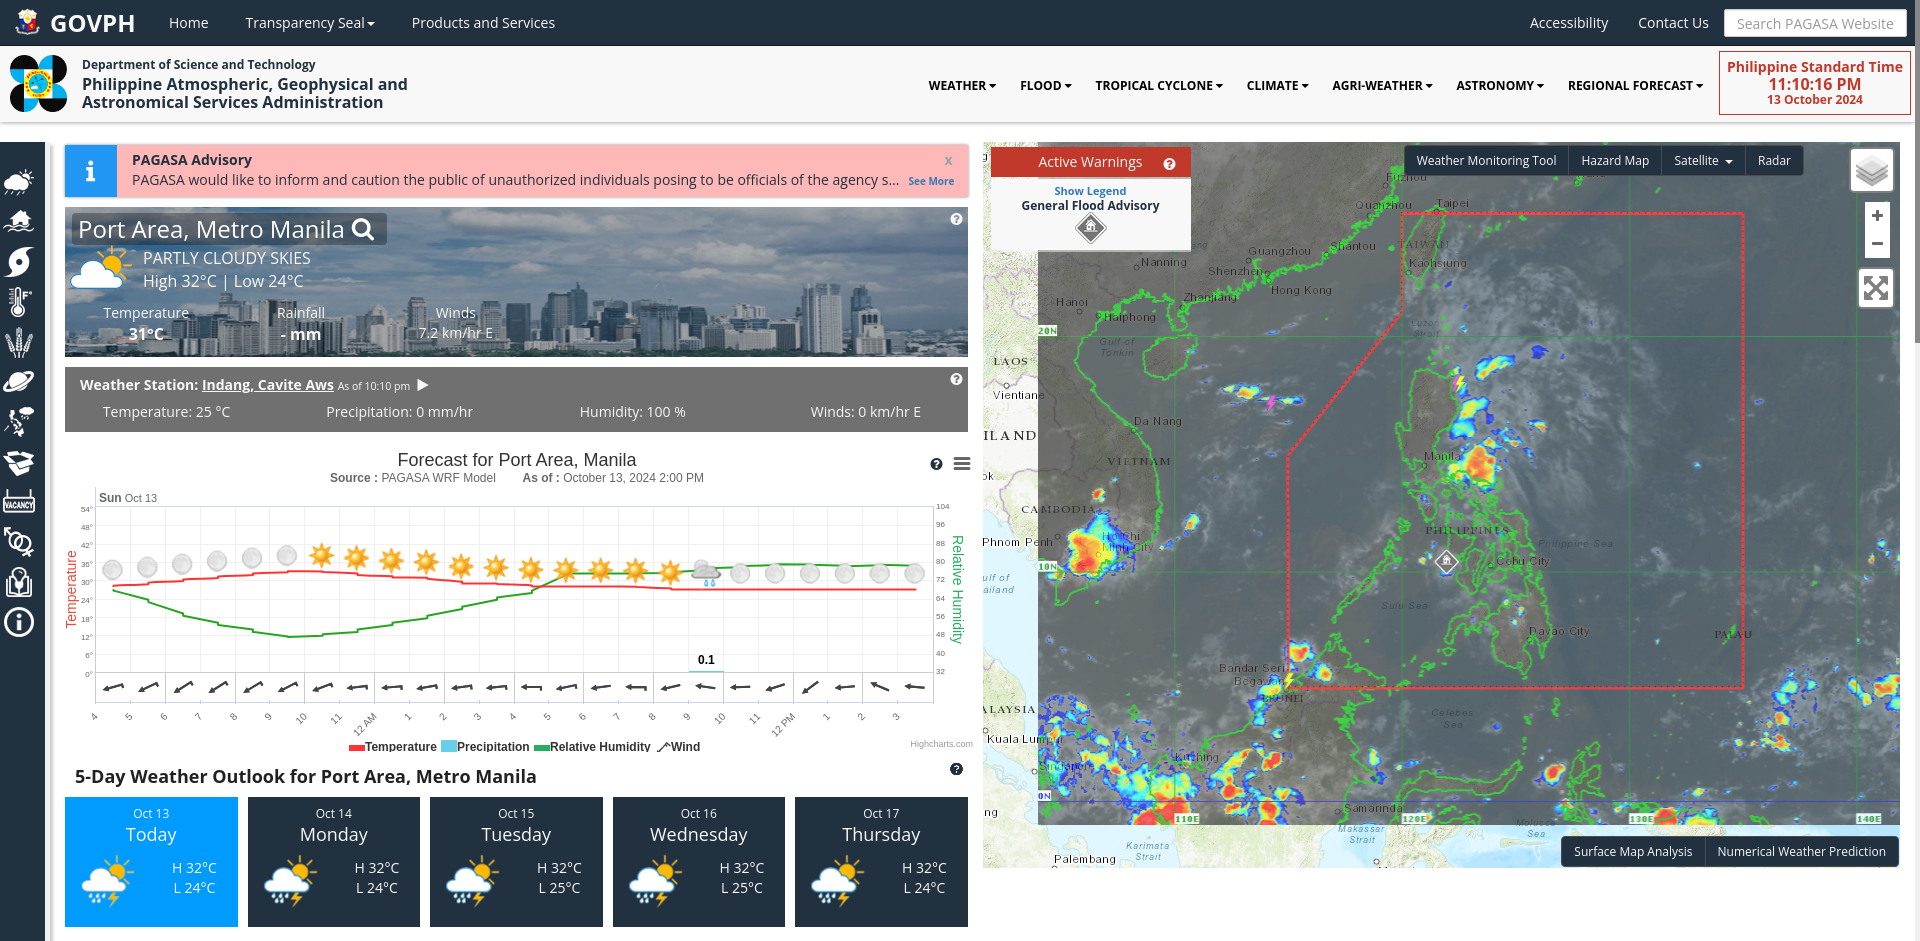 GOVPH
Home
Transparency Seal
Products and Services
Accessibility
Contact Us
Search PAGASA Website
Department of Science and Technology
Philippine Atmospheric, Geophysical and
Astronomical Services Administration
WEATHER
FLOOD
TROPICAL CYCLONE
CLIMATE
AGRI-WEATHER
ASTRONOMY
REGIONAL FORECAST
Philippine Standard Time
11:10:16 PM
13 October 2024
VACANCY
PAGASA Advisory
x
PAGASA would like to inform and caution the public of unauthorized individuals posing to be officials of the agency s... See More
Port Area, Metro Manila
PARTLY CLOUDY SKIES
High 32°C | Low 24°C
Temperature
31°C
Rainfall
- mm
Winds
7.2 km/hr E
Weather Station: Indang, Cavite Aws As of 10:10 pm
Temperature: 25 °C
Precipitation: 0 mm/hr
Humidity: 100 %
Winds: 0 km/hr E
Forecast for Port Area, Manila
Source : PAGASA WRF Model As of : October 13, 2024 2:00 PM
Sun Oct 13
Temperature
54°
48°
42°
36°
30°
24°
18°
12°
6°
0°
Relative Humidity
104
96
88
80
72
64
56
48
40
32
0.1
4
5
6
7
8
9
10
11
12 AM
1
2
3
4
5
6
7
8
9
10
11
12 PM
1
2
3
Temperature
Precipitation
Relative Humidity
Wind
Highcharts.com
5-Day Weather Outlook for Port Area, Metro Manila
Oct 13
Today
H 32°C
L 24°C
Oct 14
Monday
H 32°C
L 24°C
Oct 15
Tuesday
H 32°C
L 25°C
Oct 16
Wednesday
H 32°C
L 25°C
Oct 17
Thursday
H 32°C
L 24°C
Active Warnings
Show Legend
General Flood Advisory
Weather Monitoring Tool
Hazard Map
Satellite
Radar
+
−
Fuzhou
Quanzhou
Taipei
TAIWAN
Kaohsiung
Guangzhou
Shantou
Nanning
Shenzhen
Hong Kong
Zhanjiang
Hanoi
Haiphong
Gulf of
Tonkin
Luzon
Strait
20N
LAOS
Vientiane
Da Nang
ILAND
VIETNAM
Manila
ok
CAMBODIA
Phnom Penh
Ho Chi
Minh City
PHILIPPINES
Philippine Sea
Cebu City
10N
ulf of
ailand
Sulu Sea
Davao City
PALAU
Bandar Seri
Begawan
BRUNEI
Celebes
Sea
ALAYSIA
Kuala Lumpur
Singapore
Kuching
0N
ng
Samarinda
110E
120E
130E
140E
Makassar
Strait
Molucca
Sea
Karimata
Strait
Palembang
Surface Map Analysis
Numerical Weather Prediction